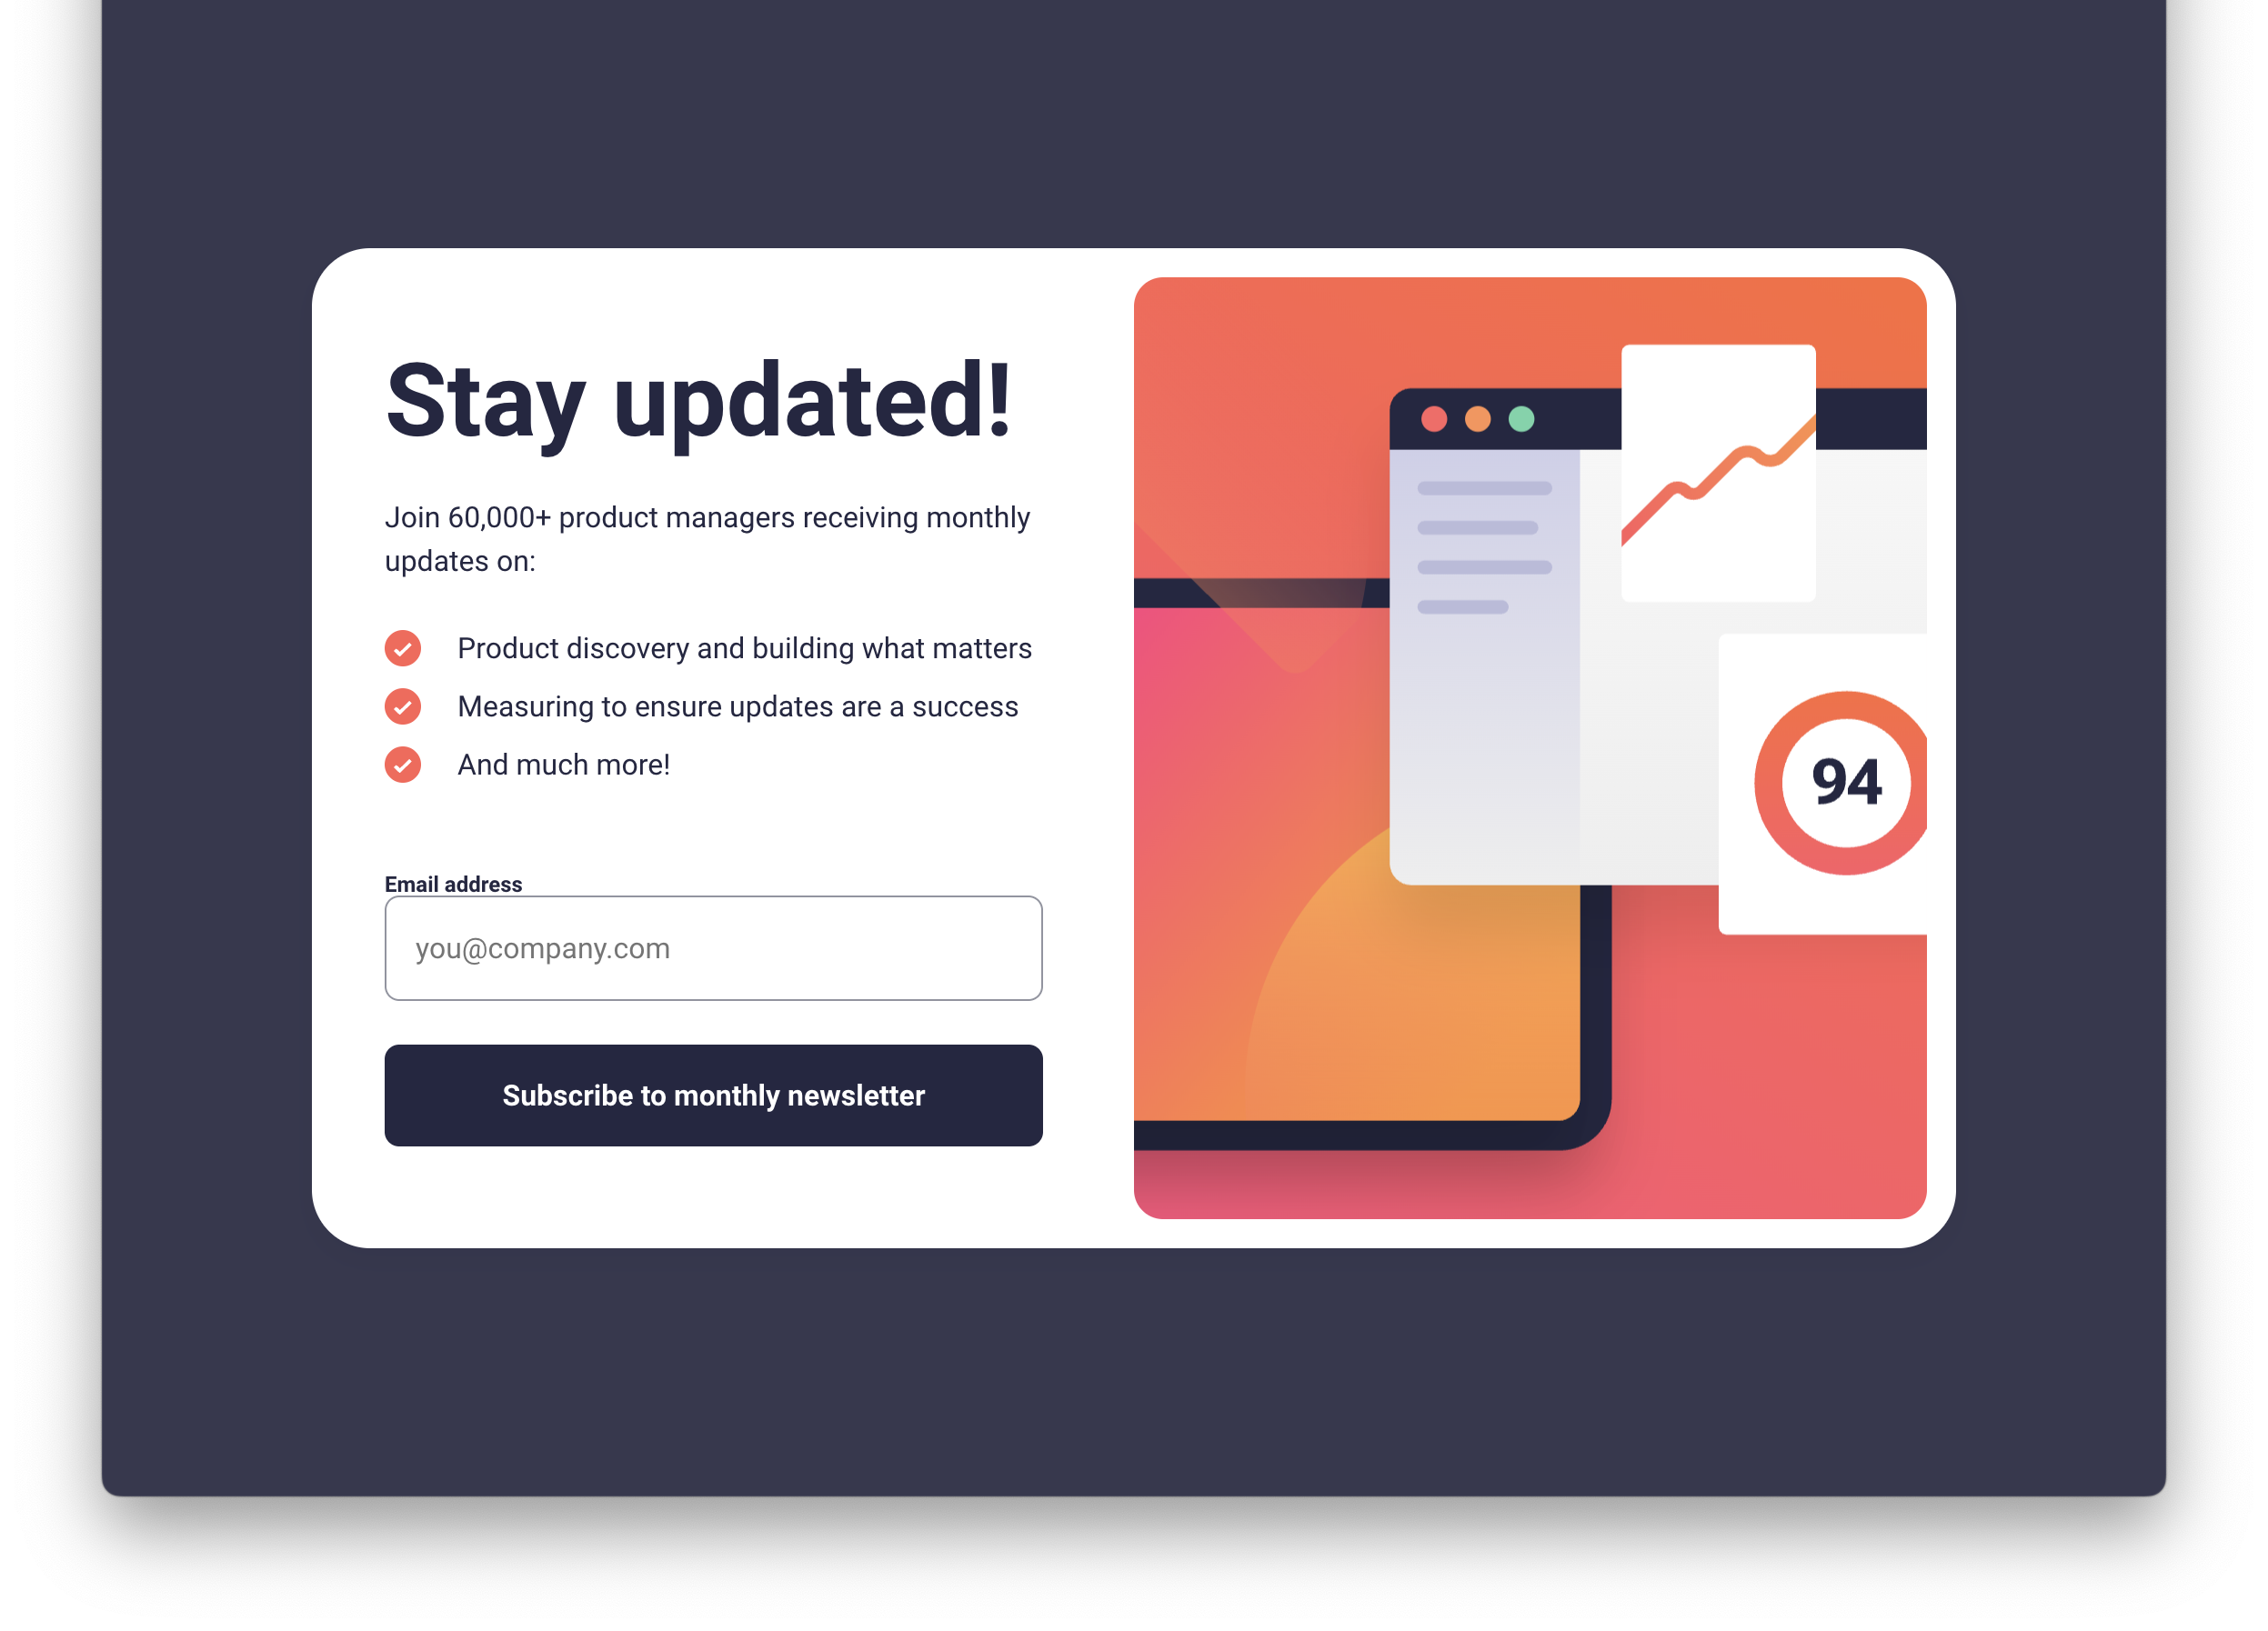 Stay updated!
Join 60,000+ product managers receiving monthly
updates on:
Product discovery and building what matters
Measuring to ensure updates are a success
And much more!
Email address
you@company.com
Subscribe to monthly newsletter
94